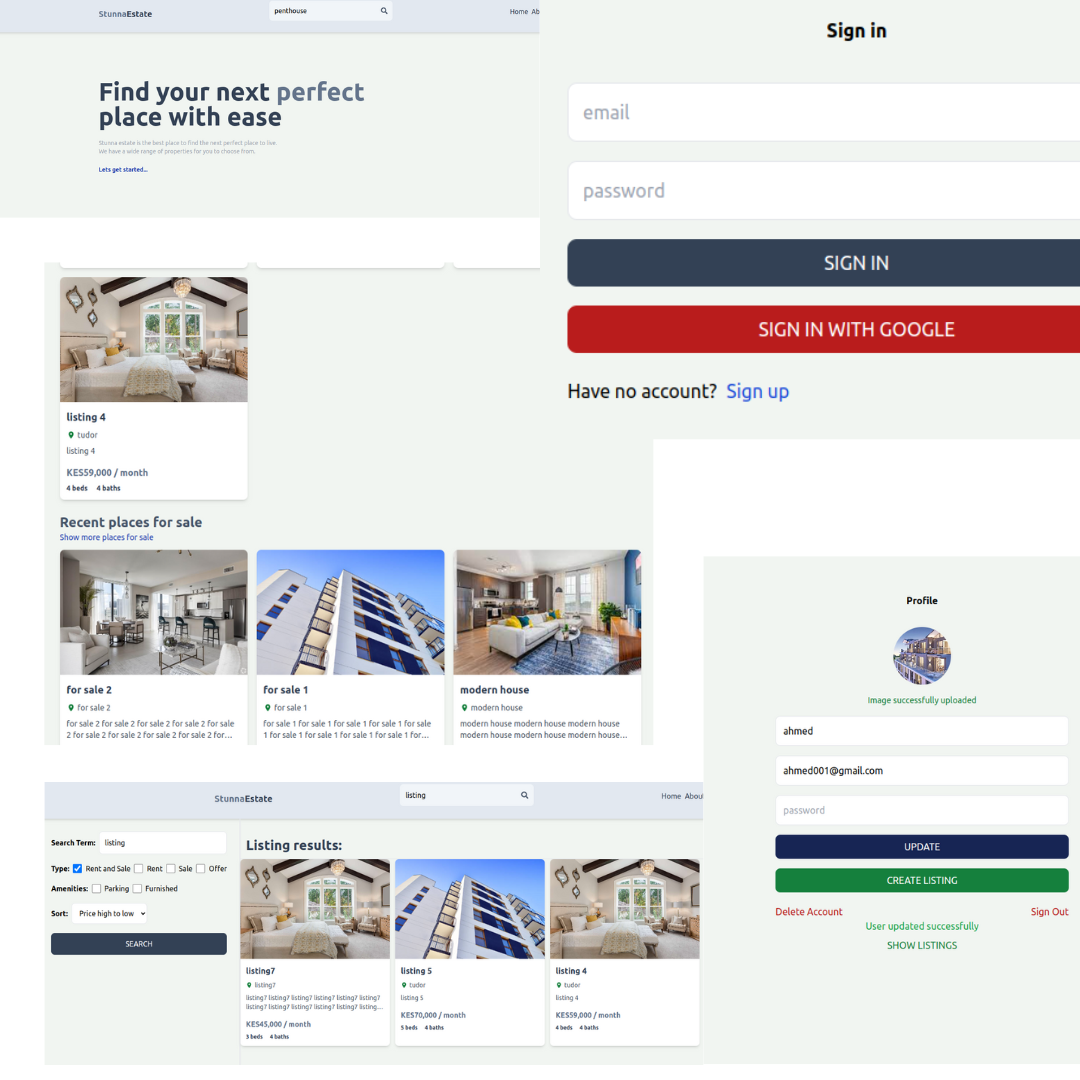 StunnaEstate
penthouse
Home Ab
Find your next perfect
place with ease
Stunna estate is the best place to find the next perfect place to live.
We have a wide range of properties for you to choose from.
Lets get started...
Sign in
email
password
SIGN IN
SIGN IN WITH GOOGLE
Have no account? Sign up
listing 4
tudor
listing 4
KES59,000 / month
4 beds 4 baths
Recent places for sale
Show more places for sale
for sale 2
for sale 2
for sale 2 for sale 2 for sale 2 for sale 2 for sale
2 for sale 2 for sale 2 for sale 2 for sale 2 for...
for sale 1
for sale 1
for sale 1 for sale 1 for sale 1 for sale 1 for sale
1 for sale 1 for sale 1 for sale 1 for sale 1 for...
modern house
modern house
modern house modern house modern house
modern house modern house modern house...
Profile
Image successfully uploaded
ahmed
ahmed001@gmail.com
password
UPDATE
CREATE LISTING
Delete Account Sign Out
User updated successfully
SHOW LISTINGS
StunnaEstate
listing
Home About
Search Term: listing
Type: Rent and Sale Rent Sale Offer
Amenities: Parking Furnished
Sort: Price high to low
SEARCH
Listing results:
listing7
listing7
listing7 listing7 listing7 listing7 listing7 listing7
listing7 listing7 listing7 listing7 listing7 listing...
KES45,000 / month
3 beds 4 baths
listing 5
tudor
listing 5
KES70,000 / month
5 beds 4 baths
listing 4
tudor
listing 4
KES59,000 / month
4 beds 4 baths